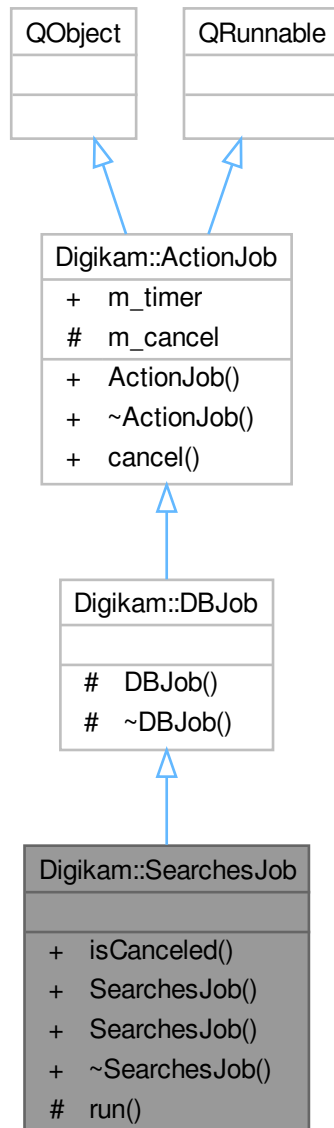 QObject
QRunnable
Digikam::ActionJob
+ m_timer
# m_cancel
+ ActionJob()
+ ~ActionJob()
+ cancel()
Digikam::DBJob
# DBJob()
# ~DBJob()
Digikam::SearchesJob
+ isCanceled()
+ SearchesJob()
+ SearchesJob()
+ ~SearchesJob()
# run()